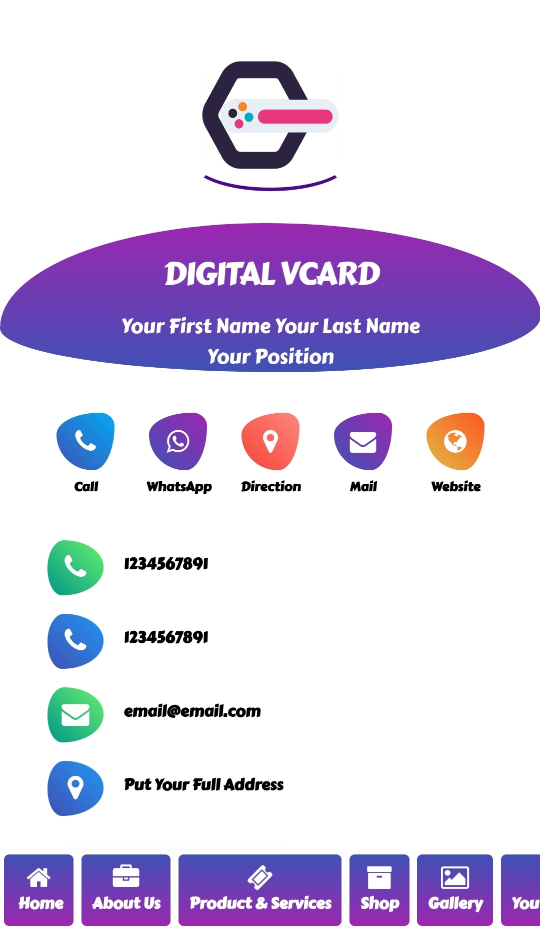 DIGITAL VCARD
Your First Name Your Last Name
Your Position
Call WhatsApp Direction Mail Website
1234567891
1234567891
email@email.com
Put Your Full Address
Home About Us Product & Services Shop Gallery